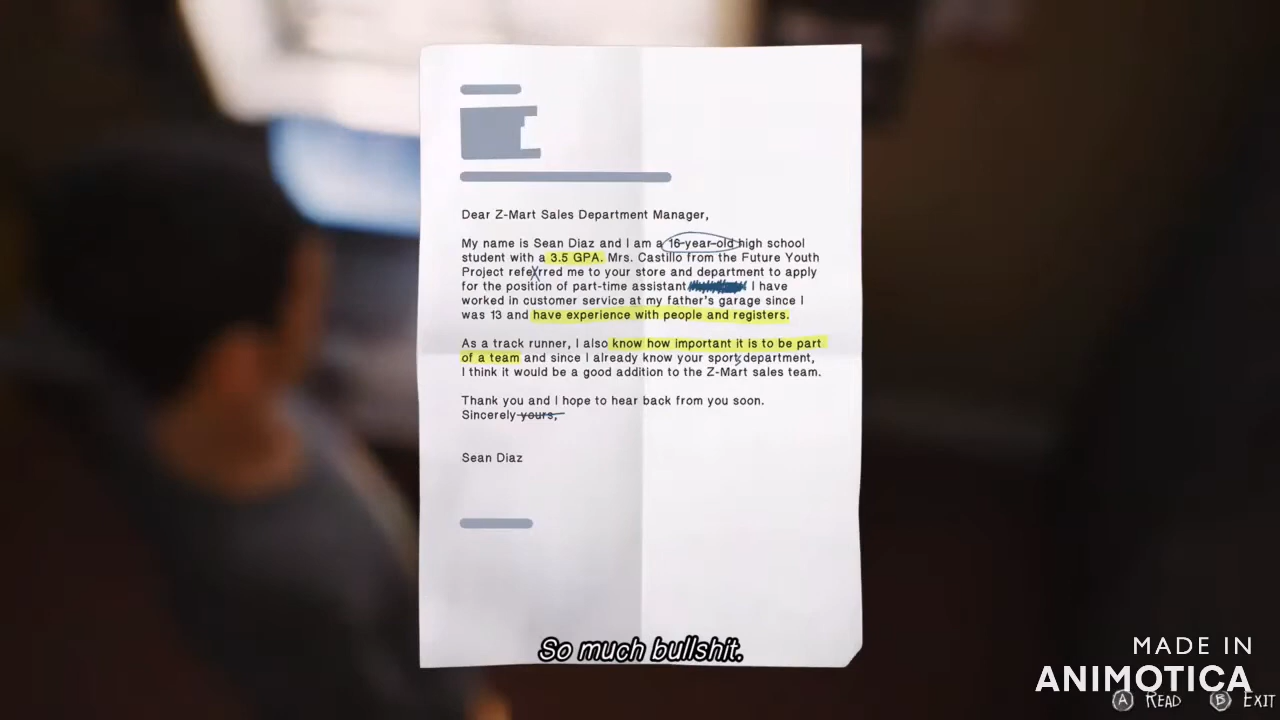 Dear Z-Mart Sales Department Manager,
My name is Sean Diaz and I am a 16-year-old high school
student with a 3.5 GPA. Mrs. Castillo from the Future Youth
Project referred me to your store and department to apply
for the position of part-time assistant I have
worked in customer service at my father's garage since I
was 13 and have experience with people and registers.
As a track runner, I also know how important it is to be part
of a team and since I already know your sports department,
I think it would be a good addition to the Z-Mart sales team.
Thank you and I hope to hear back from you soon.
Sincerely yours,
Sean Diaz
So much bullshit.
MADE IN
ANIMOTICA
A READ B EXIT